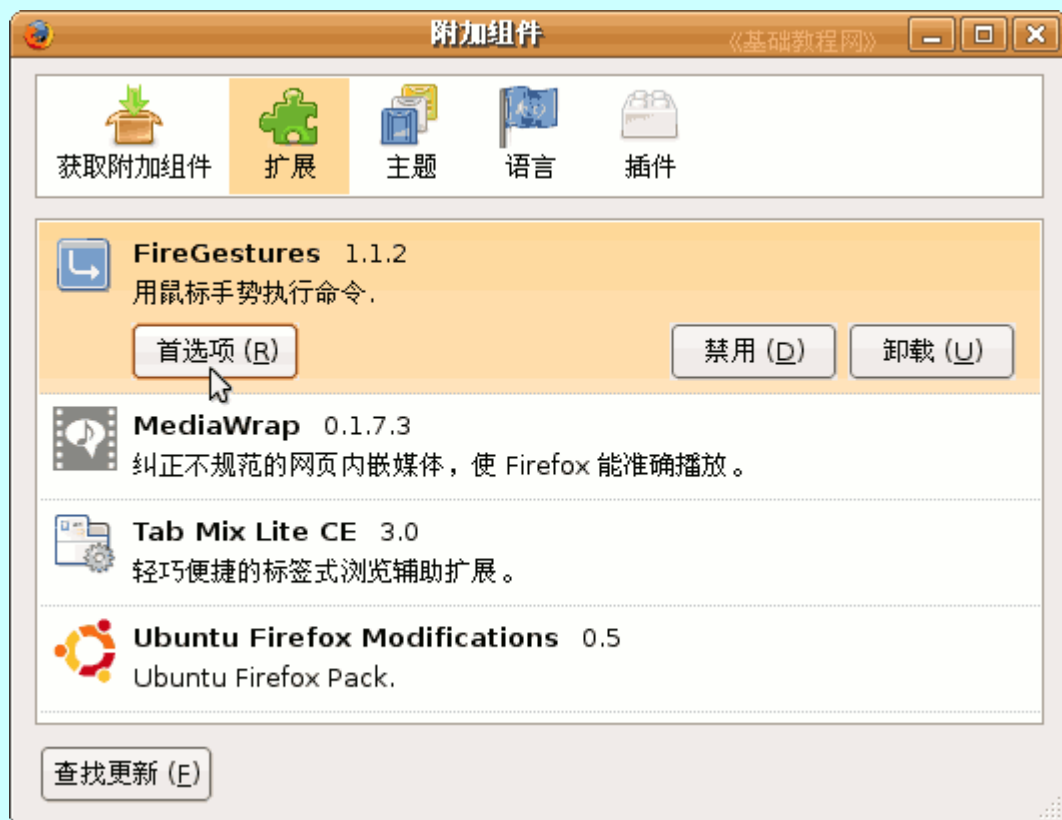 附加组件
《基础教程网》
获取附加组件 扩展 主题 语言 插件
FireGestures 1.1.2
用鼠标手势执行命令.
首选项 (R) 禁用 (D) 卸载 (U)
MediaWrap 0.1.7.3
纠正不规范的网页内嵌媒体，使 Firefox 能准确播放。
Tab Mix Lite CE 3.0
轻巧便捷的标签式浏览辅助扩展。
Ubuntu Firefox Modifications 0.5
Ubuntu Firefox Pack.
查找更新 (F)